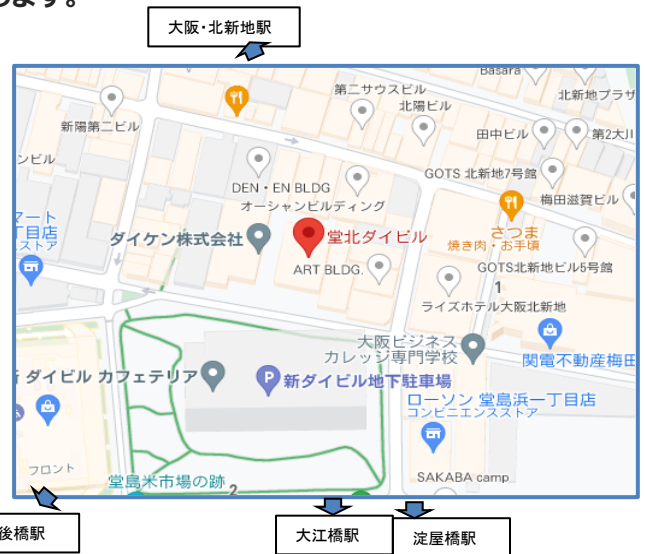 ます。
大阪・北新地駅
Basara
第二サウスビル
北新地プラザ
北陽ビル
新陽第二ビル
田中ビル
第2大川
ンビル
GOTS 北新地7号館
DEN・EN BLDG
梅田滋賀ビル
オーシャンビルディング
マート
丁目店
ストア
ダイケン株式会社
堂北ダイビル
さつま
焼き肉・お手頃
ART BLDG.
GOTS北新地ビル5号館
1
ライズホテル大阪北新地
大阪ビジネス
カレッジ専門学校
関電不動産梅田
ダイビル カフェテリア
P
新ダイビル地下駐車場
ローソン 堂島浜一丁目店
コンビニエンスストア
フロント
堂島米市場の跡
2
SAKABA camp
後橋駅
大江橋駅
淀屋橋駅